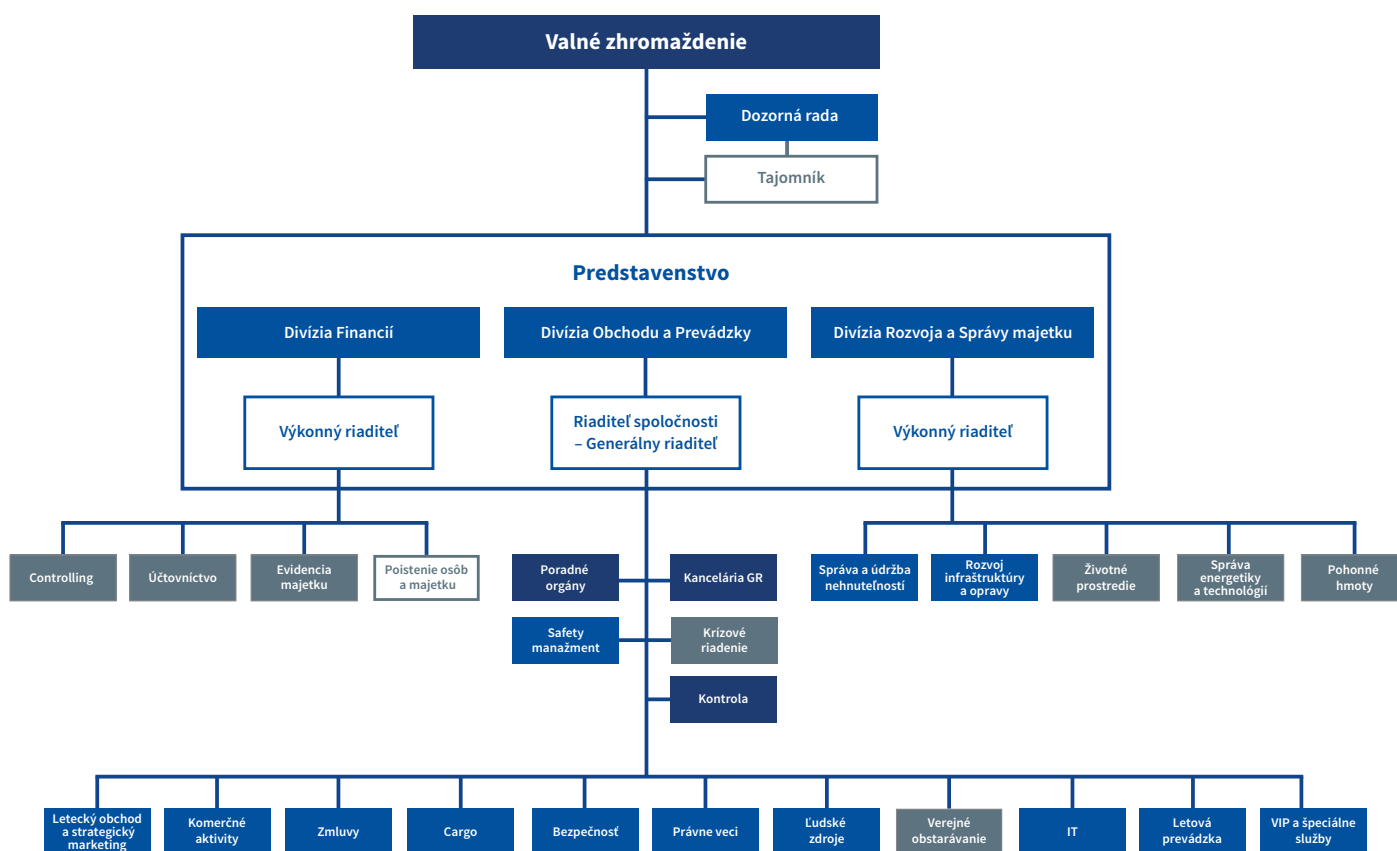 Valné zhromaždenie
Dozorná rada
Tajomník
Predstavenstvo
Divízia Financií
Divízia Obchodu a Prevádzky
Divízia Rozvoja a Správy majetku
Výkonný riaditeľ
Riaditeľ spoločnosti
– Generálny riaditeľ
Výkonný riaditeľ
Controlling
Účtovníctvo
Evidencia
majetku
Poistenie osôb
a majetku
Poradné
orgány
Kancelária GR
Správa a údržba
nehnuteľností
Rozvoj
infraštruktúry
a opravy
Životné
prostredie
Správa
energetiky
a technológií
Pohonné
hmoty
Safety
manažment
Krízové
riadenie
Kontrola
Letecký obchod
a strategický
marketing
Komerčné
aktivity
Zmluvy
Cargo
Bezpečnosť
Právne veci
Ľudské
zdroje
Verejné
obstarávanie
IT
Letová
prevádzka
VIP a špeciálne
služby